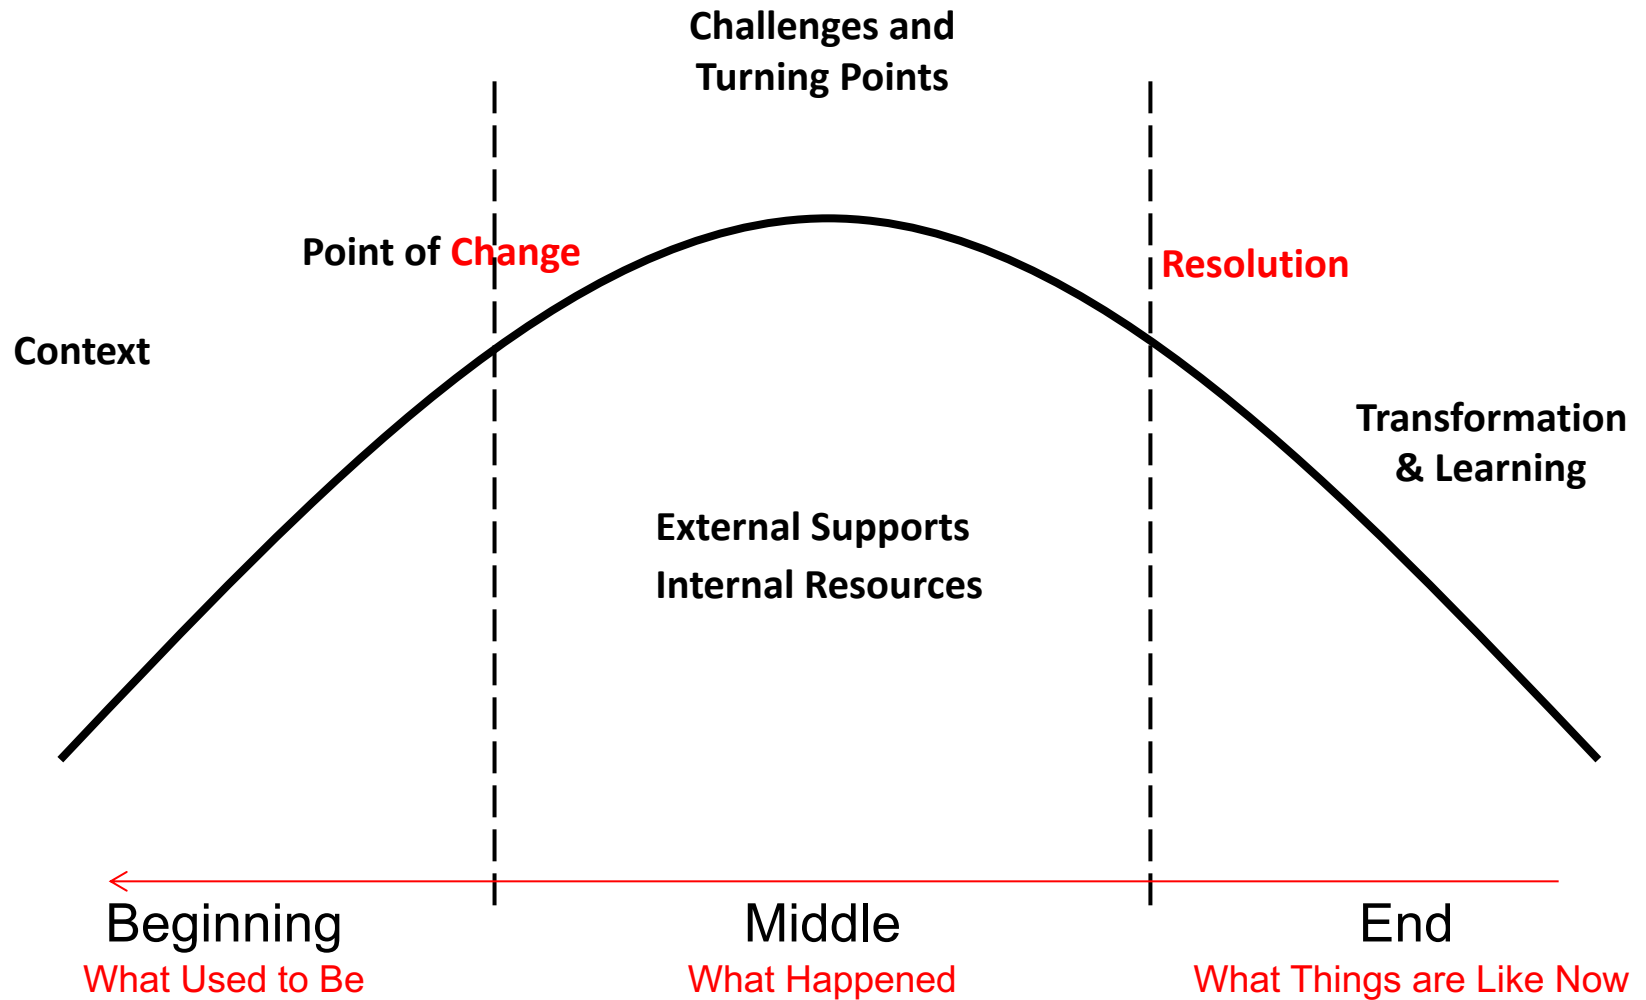 Challenges and
Turning Points
Point of Change
Resolution
Context
Transformation
& Learning
External Supports
Internal Resources
Beginning
Middle
End
What Used to Be
What Happened
What Things are Like Now